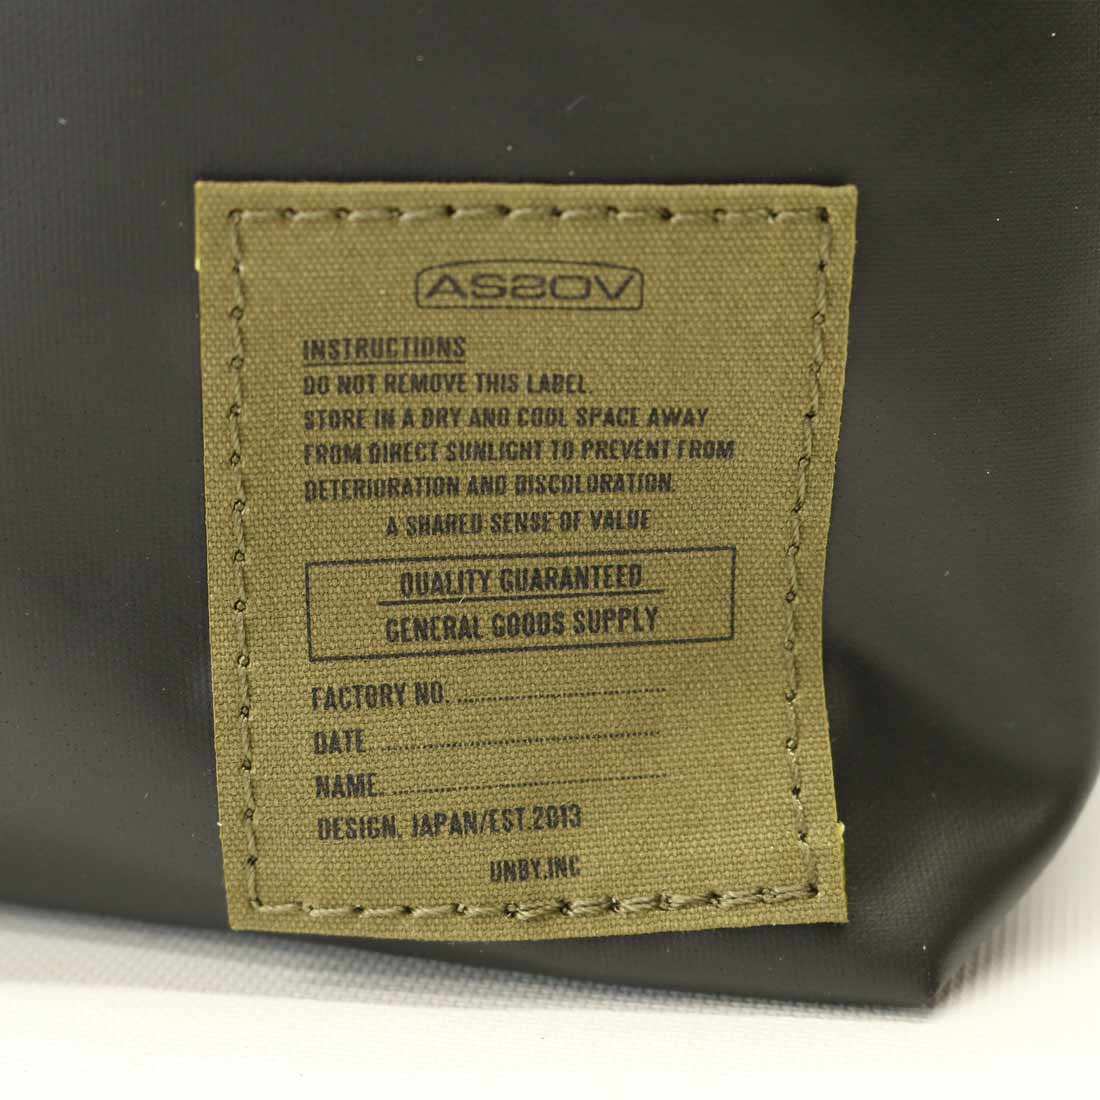 ASSOV
INSTRUCTIONS
DO NOT REMOVE THIS LABEL.
STORE IN A DRY AND COOL SPACE AWAY
FROM DIRECT SUNLIGHT TO PREVENT FROM
DETERIORATION AND DISCOLORATION.
A SHARED SENSE OF VALUE
QUALITY GUARANTEED
GENERAL GOODS SUPPLY
FACTORY NO.
DATE.
NAME.
DESIGN. JAPAN/EST.2013
UNBY.INC